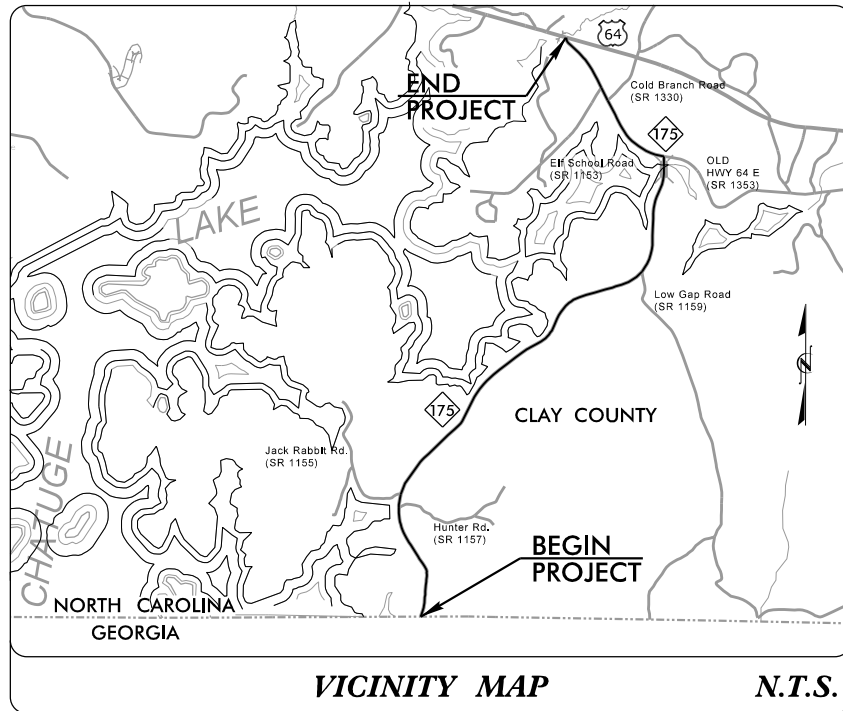 64
END
PROJECT
Cold Branch Road
(SR 1330)
175
Elf School Road
(SR 1153)
OLD
HWY 64 E
(SR 1353)
LAKE
Low Gap Road
(SR 1159)
N
175
CLAY COUNTY
Jack Rabbit Rd.
(SR 1155)
CHATUGE
Hunter Rd.
(SR 1157)
BEGIN
PROJECT
NORTH CAROLINA
GEORGIA
VICINITY MAP
N.T.S.